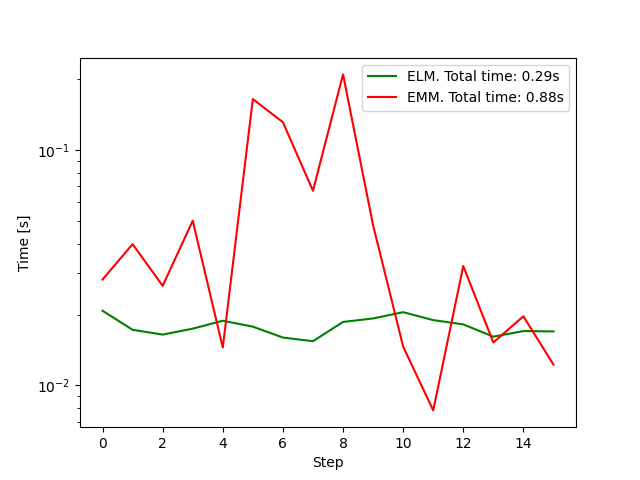 ELM. Total time: 0.29s
EMM. Total time: 0.88s
Time [s]
10⁻¹
10⁻²
0 2 4 6 8 10 12 14
Step